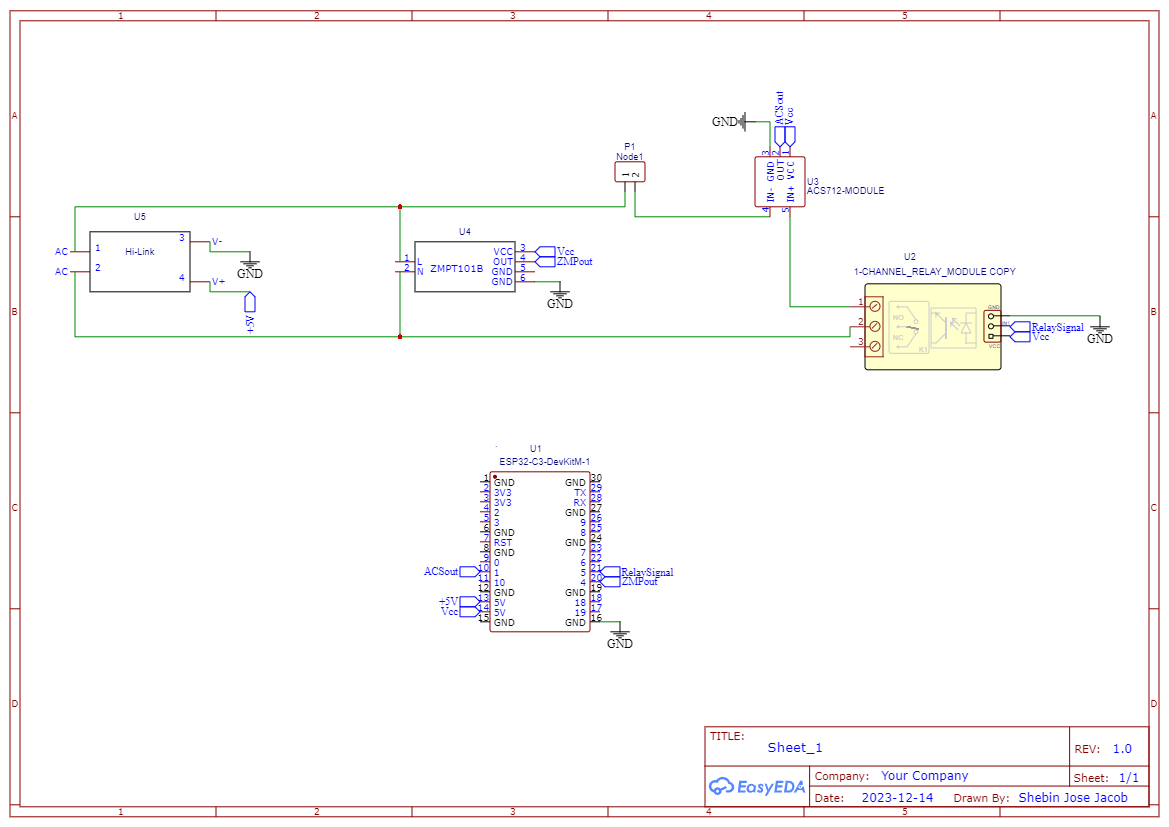 1 2 3 4 5
A A
B B
C C
D D
1 2 3 4 5
ACSout
Vcc
GND
3 2 1
GND OUT VCC
IN- IN+
4 5
U3
ACS712-MODULE
P1
Node1
1 2
U5
Hi-Link
AC 1
AC 2
3 V-
4 V+
GND
+5V
U4
ZMPT101B
1 L
2 N
VCC 3 Vcc
OUT 4 ZMPout
GND 5
GND 6
GND
U2
1-CHANNEL_RELAY_MODULE COPY
1
2
3
NO
NC
K1
GND
IN
VCC
RelaySignal
Vcc
GND
U1
ESP32-C3-DevKitM-1
1 GND GND 30
2 3V3 TX 29
3 3V3 RX 28
4 2 GND 27
5 3 9 26
6 GND 8 25
7 RST GND 24
8 GND 7 23
9 0 6 22
ACSout 10 1 5 21 RelaySignal
11 10 4 20 ZMPout
12 GND GND 19
+5V 13 5V 18 18
Vcc 14 5V 19 17
15 GND GND 16
GND
TITLE:
Sheet_1
REV: 1.0
EasyEDA
Company: Your Company
Sheet: 1/1
Date: 2023-12-14 Drawn By: Shebin Jose Jacob